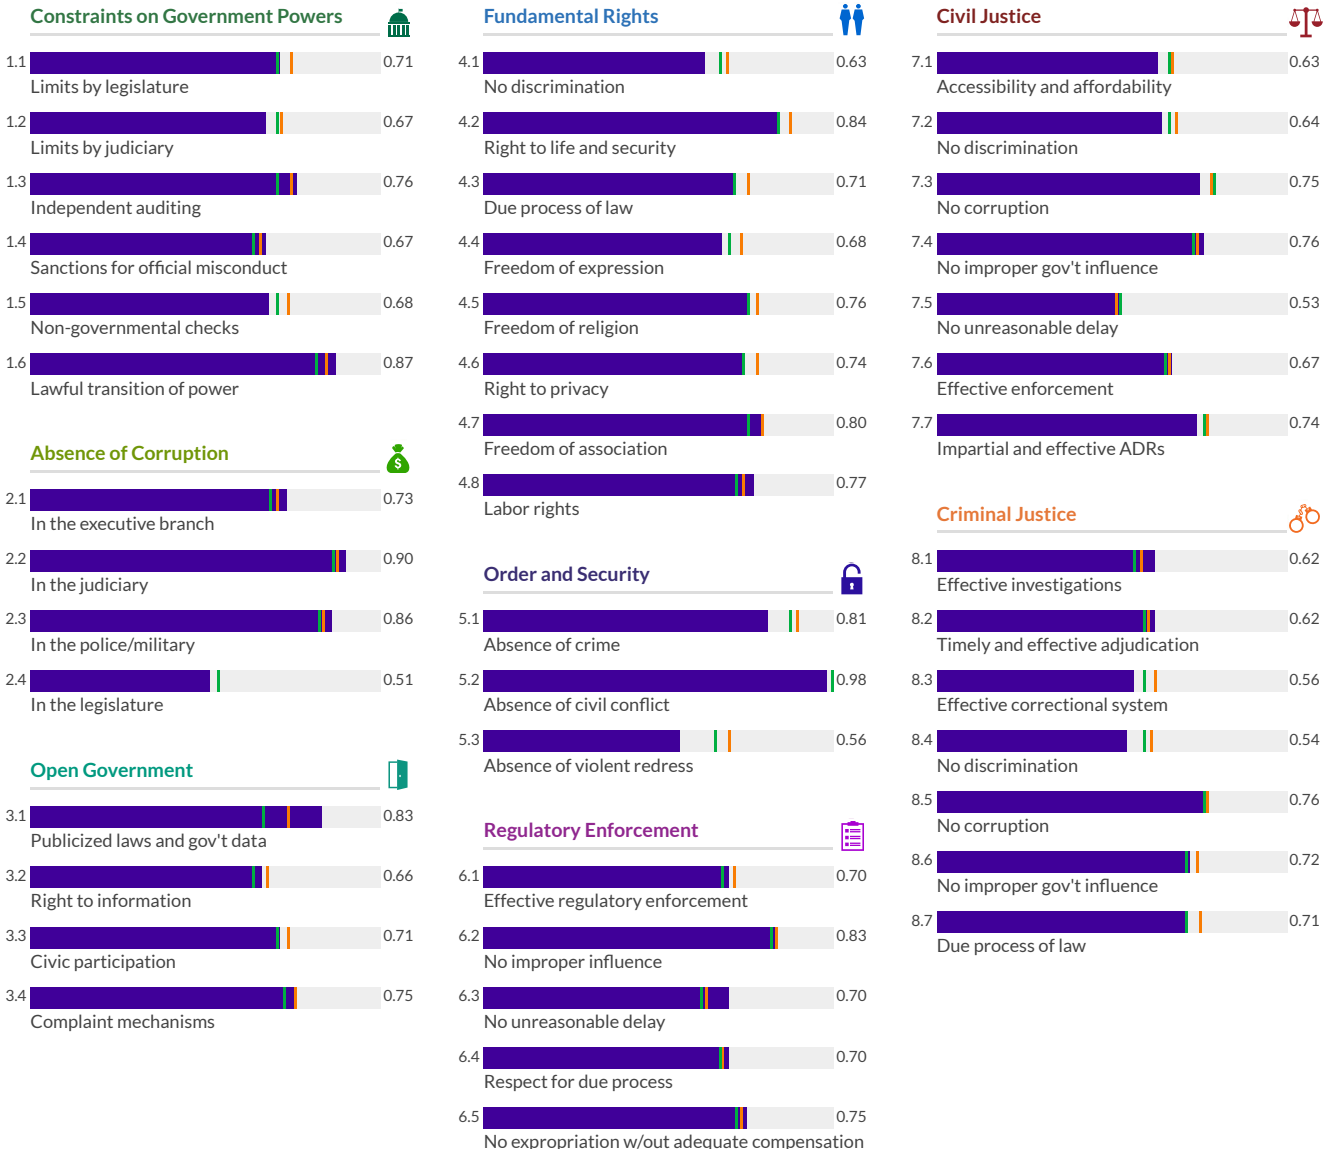 Constraints on Government Powers
1.1 0.71
Limits by legislature
1.2 0.67
Limits by judiciary
1.3 0.76
Independent auditing
1.4 0.67
Sanctions for official misconduct
1.5 0.68
Non-governmental checks
1.6 0.87
Lawful transition of power
Absence of Corruption
$
2.1 0.73
In the executive branch
2.2 0.90
In the judiciary
2.3 0.86
In the police/military
2.4 0.51
In the legislature
Open Government
3.1 0.83
Publicized laws and gov't data
3.2 0.66
Right to information
3.3 0.71
Civic participation
3.4 0.75
Complaint mechanisms
Fundamental Rights
4.1 0.63
No discrimination
4.2 0.84
Right to life and security
4.3 0.71
Due process of law
4.4 0.68
Freedom of expression
4.5 0.76
Freedom of religion
4.6 0.74
Right to privacy
4.7 0.80
Freedom of association
4.8 0.77
Labor rights
Order and Security
5.1 0.81
Absence of crime
5.2 0.98
Absence of civil conflict
5.3 0.56
Absence of violent redress
Regulatory Enforcement
6.1 0.70
Effective regulatory enforcement
6.2 0.83
No improper influence
6.3 0.70
No unreasonable delay
6.4 0.70
Respect for due process
6.5 0.75
No expropriation w/out adequate compensation
Civil Justice
7.1 0.63
Accessibility and affordability
7.2 0.64
No discrimination
7.3 0.75
No corruption
7.4 0.76
No improper gov't influence
7.5 0.53
No unreasonable delay
7.6 0.67
Effective enforcement
7.7 0.74
Impartial and effective ADRs
Criminal Justice
8.1 0.62
Effective investigations
8.2 0.62
Timely and effective adjudication
8.3 0.56
Effective correctional system
8.4 0.54
No discrimination
8.5 0.76
No corruption
8.6 0.72
No improper gov't influence
8.7 0.71
Due process of law